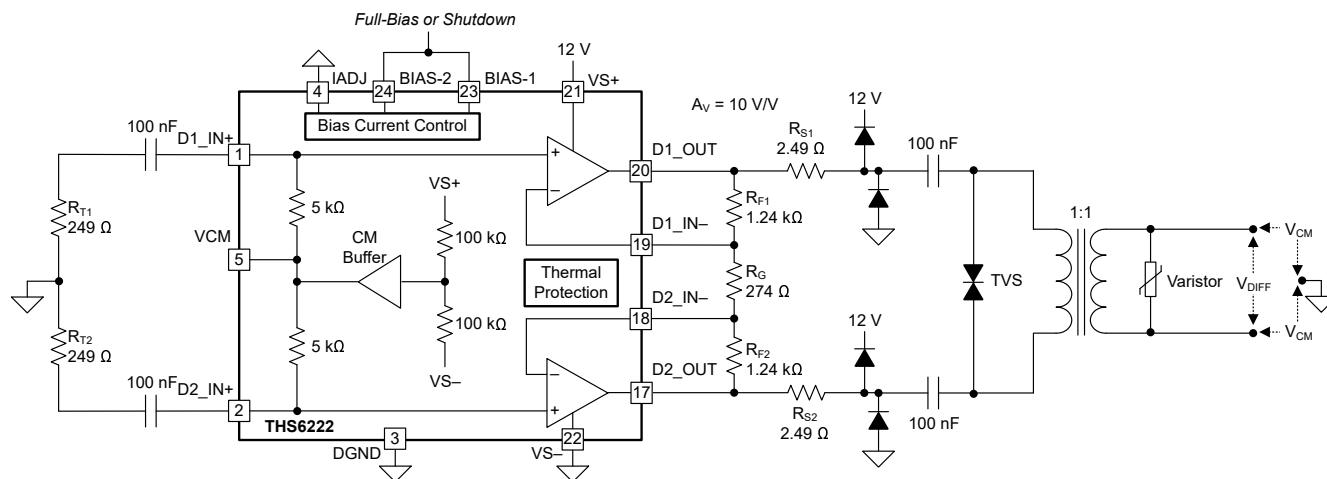 Full-Bias or Shutdown
12 V
IADJ
BIAS-2
BIAS-1
VS+
4
24
23
21
Bias Current Control
A_V = 10 V/V
12 V
100 nF
D1_IN+
1
D1_OUT
20
R_S1
2.49 Ω
100 nF
R_T1
249 Ω
5 kΩ
VS+
R_F1
1.24 kΩ
1:1
VCM
5
CM
Buffer
100 kΩ
D1_IN–
19
V_CM
Thermal
Protection
R_G
274 Ω
TVS
Varistor
V_DIFF
R_T2
249 Ω
5 kΩ
100 kΩ
D2_IN–
18
12 V
V_CM
VS–
R_F2
1.24 kΩ
100 nF
D2_IN+
2
D2_OUT
17
R_S2
2.49 Ω
100 nF
THS6222
3
DGND
22
VS–
+
–
–
+